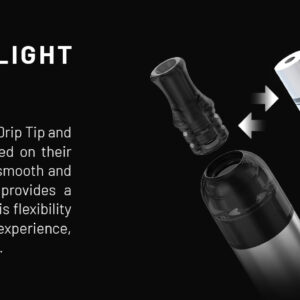 LIGHT
Drip Tip and
ed on their
smooth and
provides a
is flexibility
experience,
.